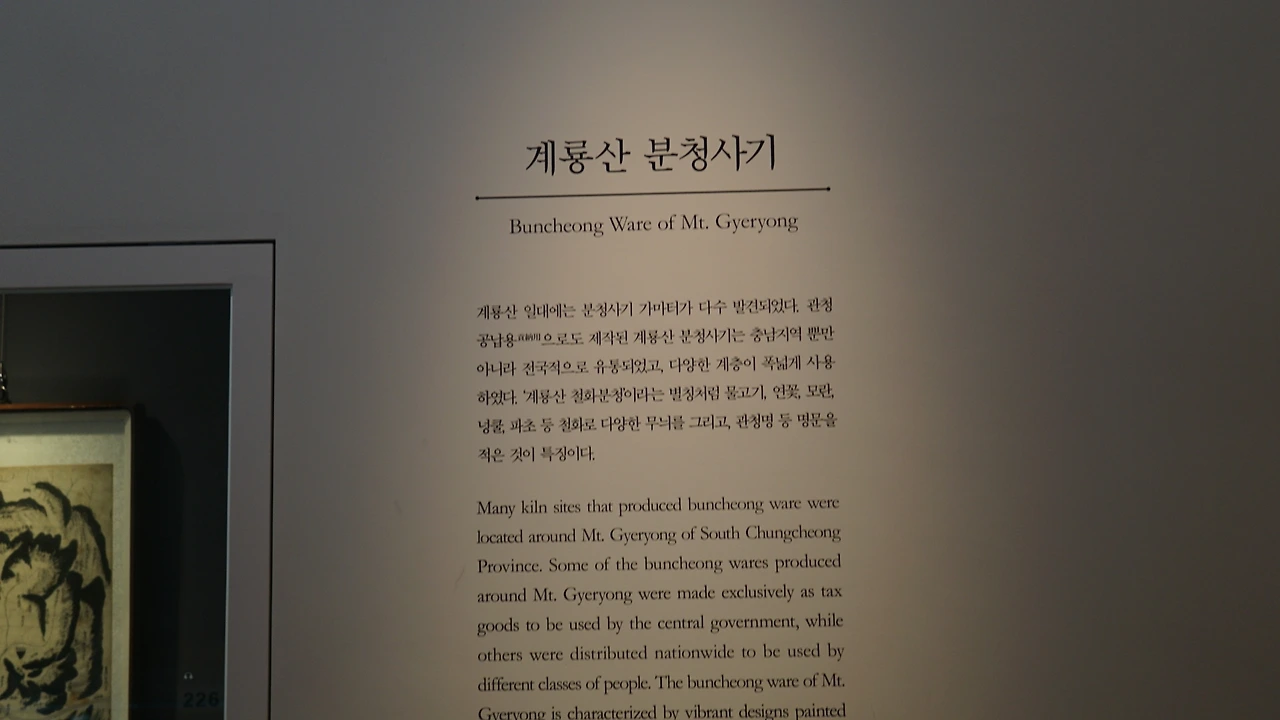 계룡산 분청사기
Buncheong Ware of Mt. Gyeryong
계룡산 일대에는 분청사기 가마터가 다수 발견되었다. 관청
공납용으로도 제작된 계룡산 분청사기는 충남지역 뿐만
아니라 전국적으로 유통되었고, 다양한 계층이 폭넓게 사용
하였다. '계룡산 철화분청'이라는 별칭처럼 물고기, 연꽃, 모란,
넝쿨, 파초 등 철화로 다양한 무늬를 그리고, 관청명 등 명문을
적은 것이 특징이다.
Many kiln sites that produced buncheong ware were
located around Mt. Gyeryong of South Chungcheong
Province. Some of the buncheong wares produced
around Mt. Gyeryong were made exclusively as tax
goods to be used by the central government, while
others were distributed nationwide to be used by
different classes of people. The buncheong ware of Mt.
Gyeryong is characterized by vibrant designs painted
226